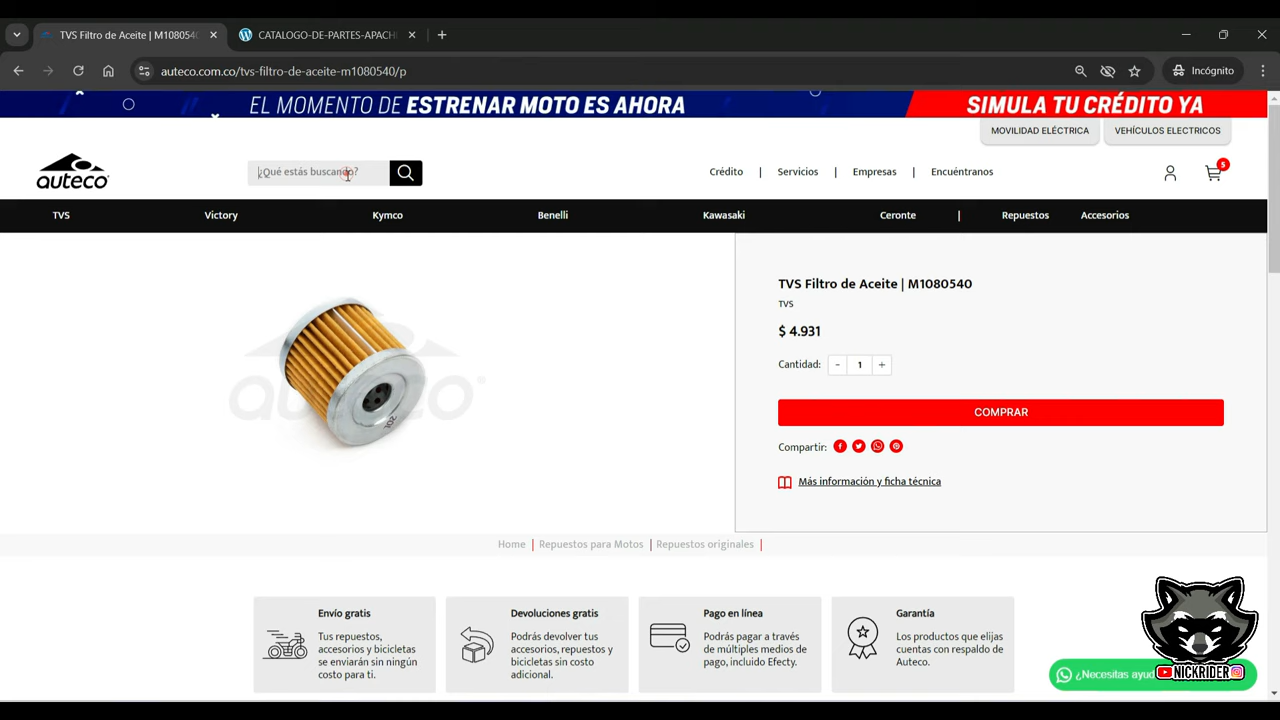 TVS Filtro de Aceite | M1080540
CATALOGO-DE-PARTES-APACHE
auteco.com.co/tvs-filtro-de-aceite-m1080540/p
Incógnito
EL MOMENTO DE ESTRENAR MOTO ES AHORA
SIMULA TU CRÉDITO YA
MOVILIDAD ELÉCTRICA
VEHÍCULOS ELECTRICOS
auteco
¿Qué estás buscando?
Crédito | Servicios | Empresas | Encuéntranos
5
TVS Victory Kymco Benelli Kawasaki Ceronte | Repuestos Accesorios
auteco
TVS Filtro de Aceite | M1080540
TVS
$ 4.931
Cantidad: - 1 +
COMPRAR
Compartir:
Más información y ficha técnica
Home | Repuestos para Motos | Repuestos originales |
Envío gratis
Tus repuestos,
accesorios y bicicletas
se enviarán sin ningún
costo para ti.
Devoluciones gratis
Podrás devolver tus
accesorios, repuestos y
bicicletas sin costo
adicional.
Pago en línea
Podrás pagar a través
de múltiples medios de
pago, incluido Efecty.
Garantía
Los productos que elijas
cuentas con respaldo de
Auteco.
¿Necesitas
NICKRIDER